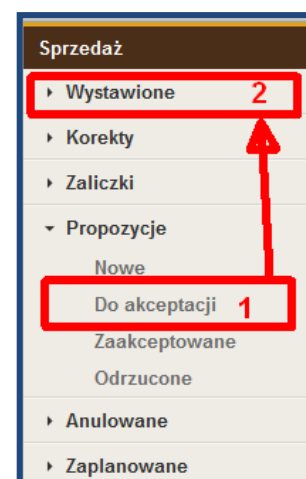 Sprzedaż
Wystawione 2
Korekty
Zaliczki
Propozycje
Nowe
Do akceptacji 1
Zaakceptowane
Odrzucone
Anulowane
Zaplanowane